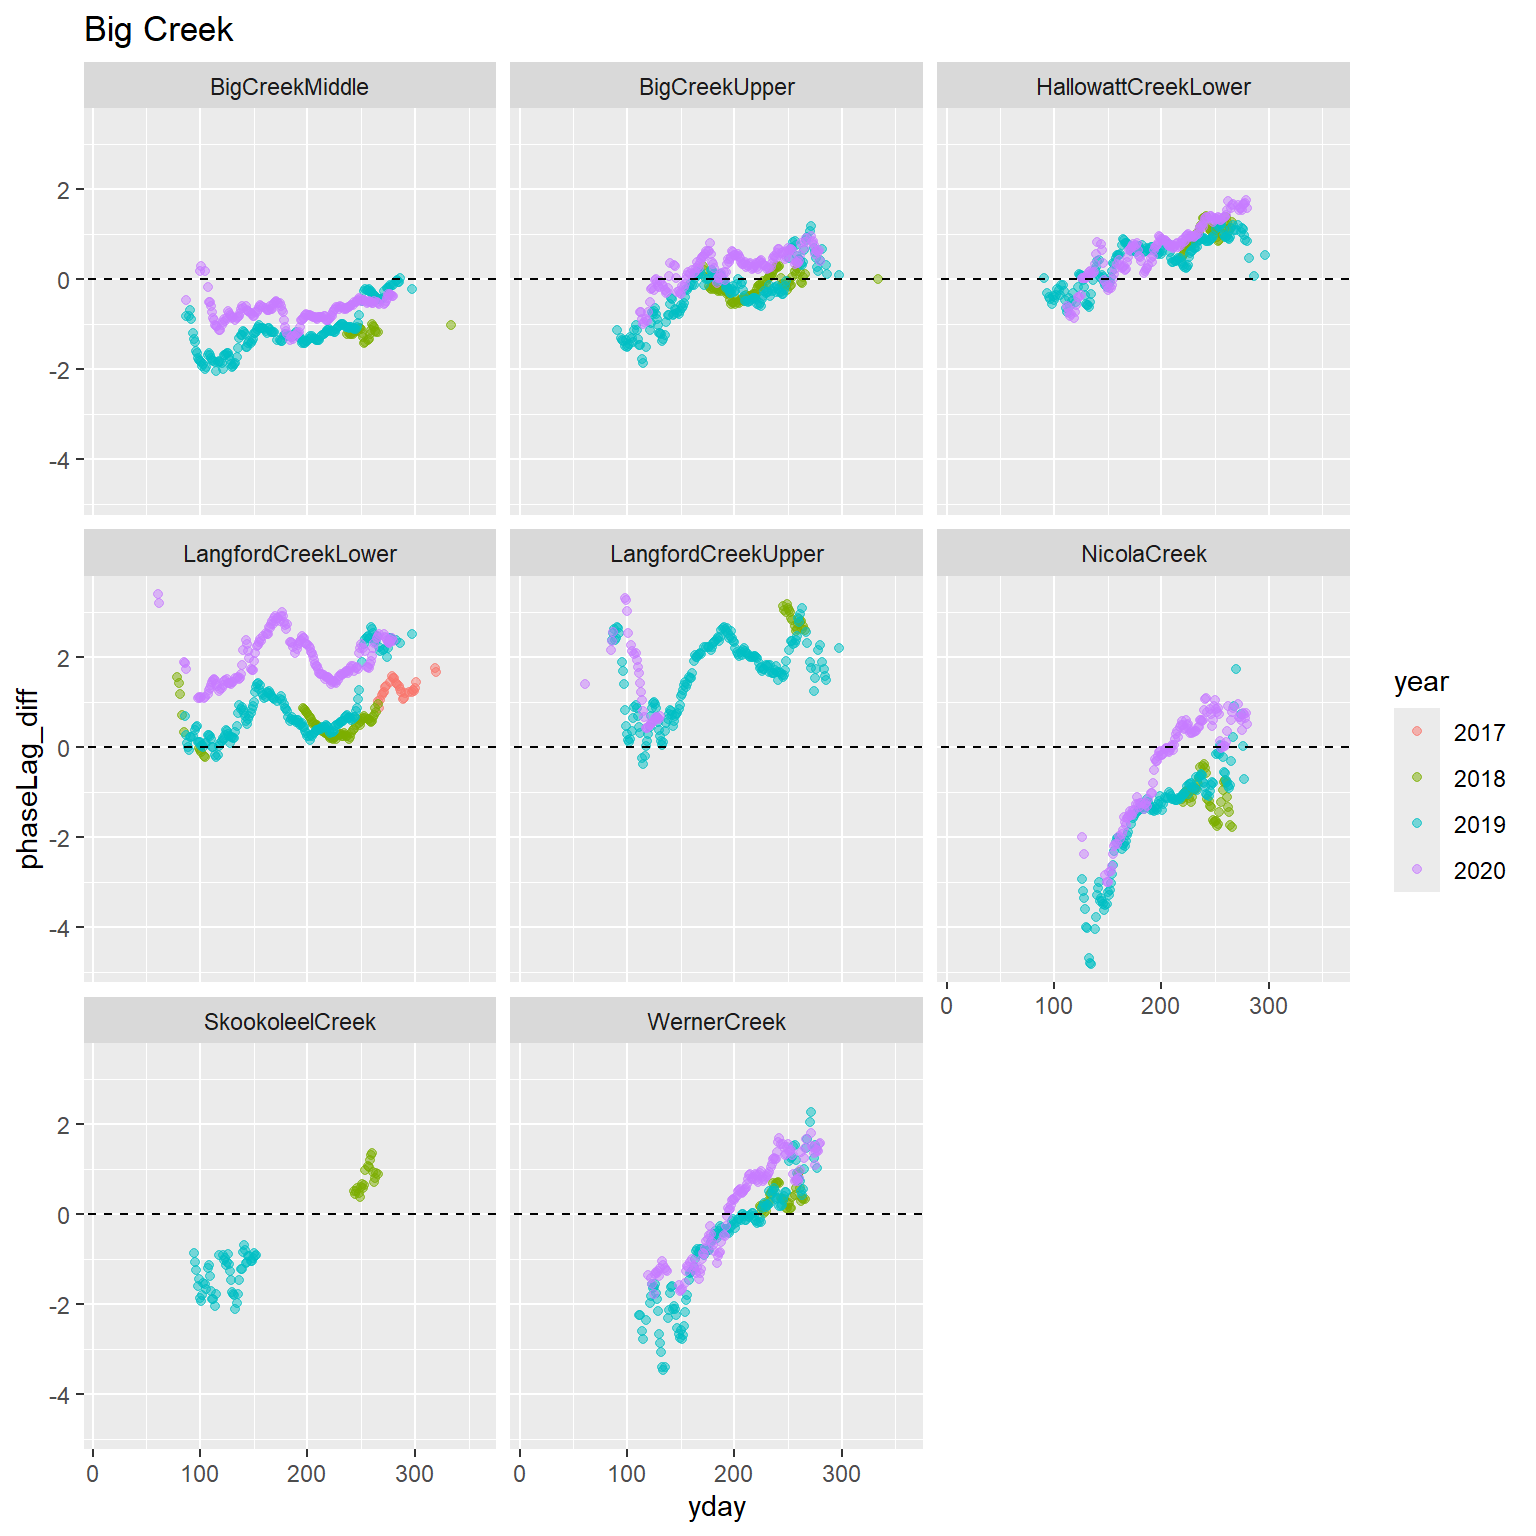 Big Creek
BigCreekMiddle
BigCreekUpper
HallowattCreekLower
2
0
-2
-4
LangfordCreekLower
LangfordCreekUpper
NicolaCreek
2
0
-2
-4
0 100 200 300
SkookoleelCreek
WernerCreek
2
0
-2
-4
0 100 200 300
0 100 200 300
yday
phaseLag_diff
year
2017
2018
2019
2020